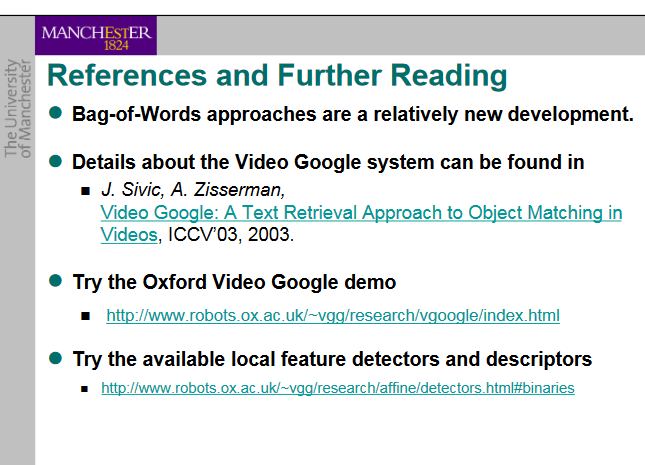 MANCHESTER
1824
The University
of Manchester
References and Further Reading
Bag-of-Words approaches are a relatively new development.
Details about the Video Google system can be found in
J. Sivic, A. Zisserman,
Video Google: A Text Retrieval Approach to Object Matching in
Videos, ICCV'03, 2003.
Try the Oxford Video Google demo
http://www.robots.ox.ac.uk/~vgg/research/vgoogle/index.html
Try the available local feature detectors and descriptors
http://www.robots.ox.ac.uk/~vgg/research/affine/detectors.html#binaries